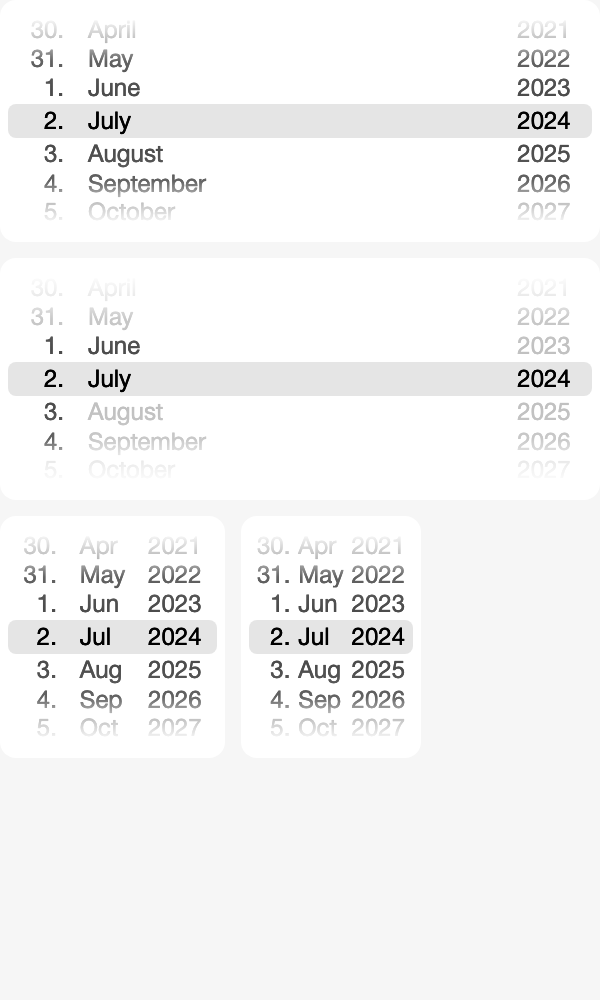 30. April 2021
31. May 2022
1. June 2023
2. July 2024
3. August 2025
4. September 2026
5. October 2027
30. April 2021
31. May 2022
1. June 2023
2. July 2024
3. August 2025
4. September 2026
5. October 2027
30. Apr 2021
31. May 2022
1. Jun 2023
2. Jul 2024
3. Aug 2025
4. Sep 2026
5. Oct 2027
30. Apr 2021
31. May 2022
1. Jun 2023
2. Jul 2024
3. Aug 2025
4. Sep 2026
5. Oct 2027